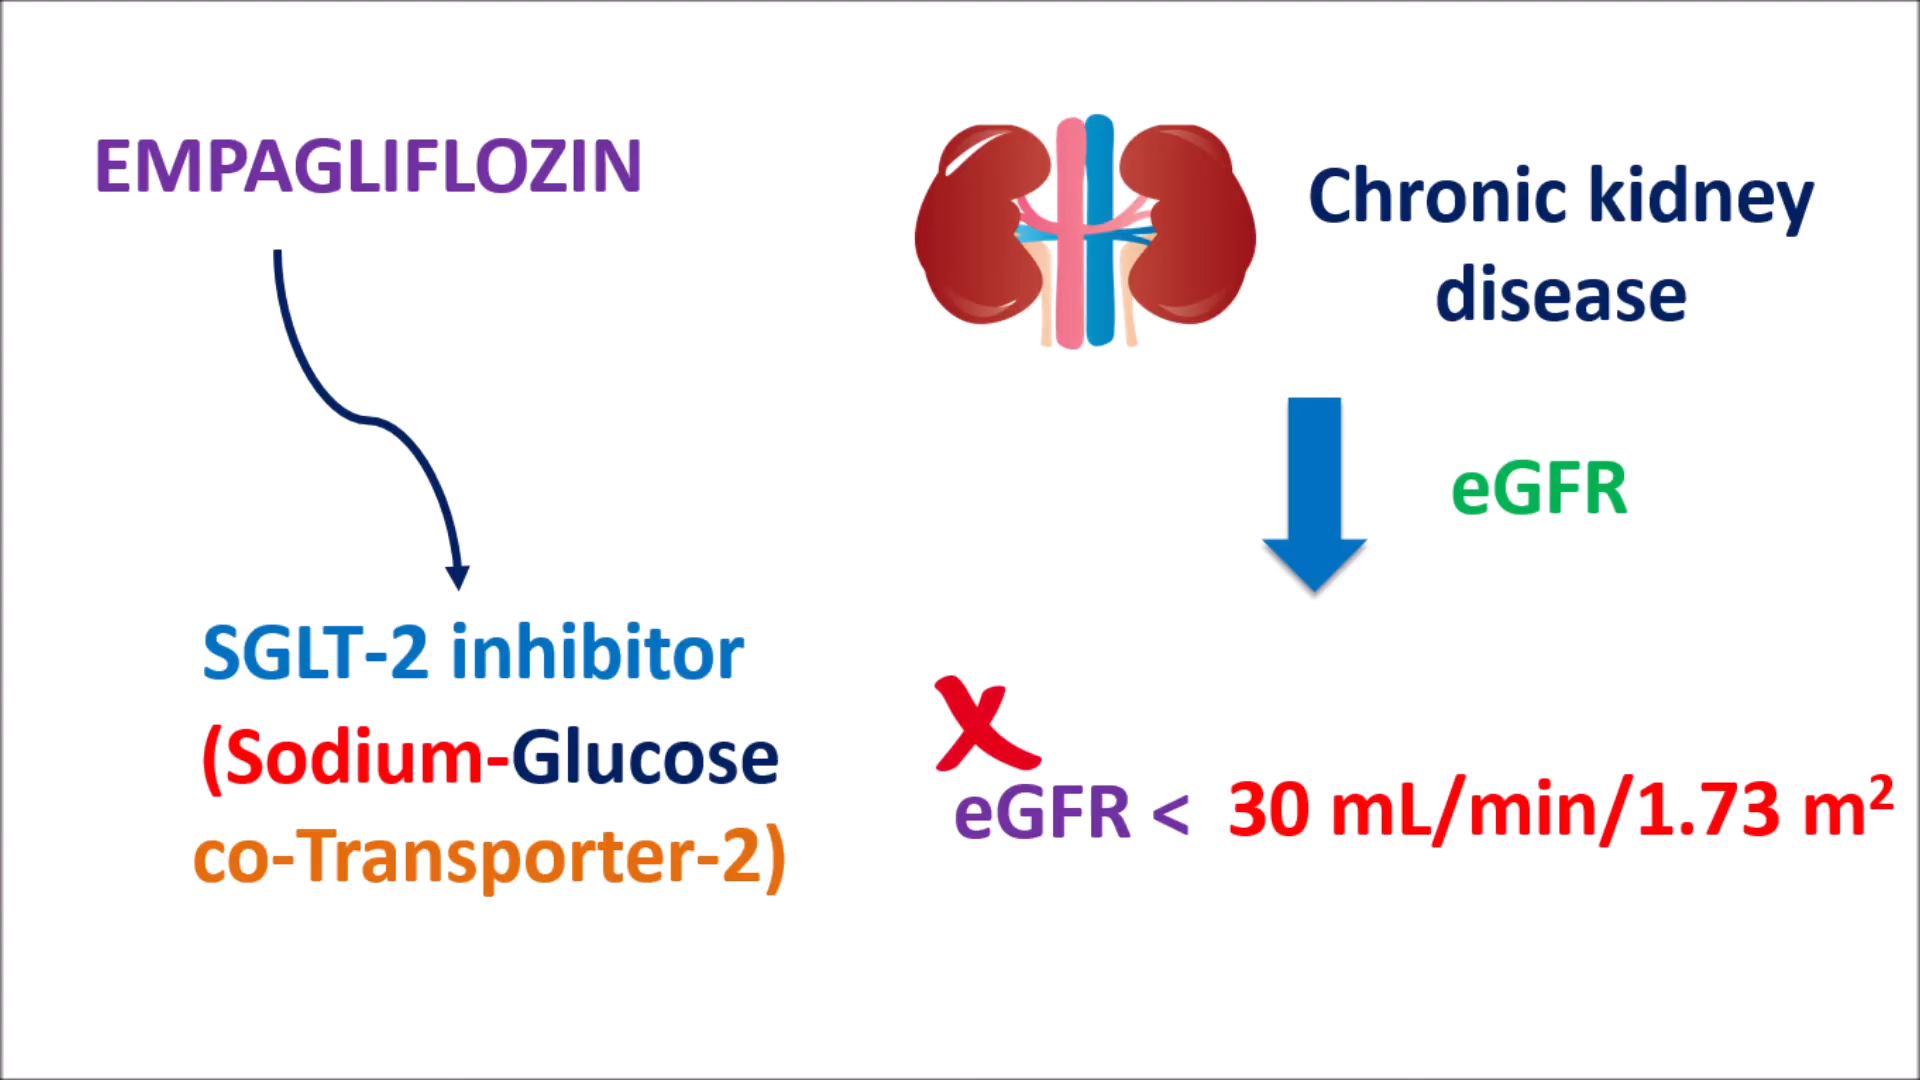 EMPAGLIFLOZIN
SGLT-2 inhibitor
(Sodium-Glucose
co-Transporter-2)
Chronic kidney
disease
eGFR
eGFR < 30 mL/min/1.73 m²